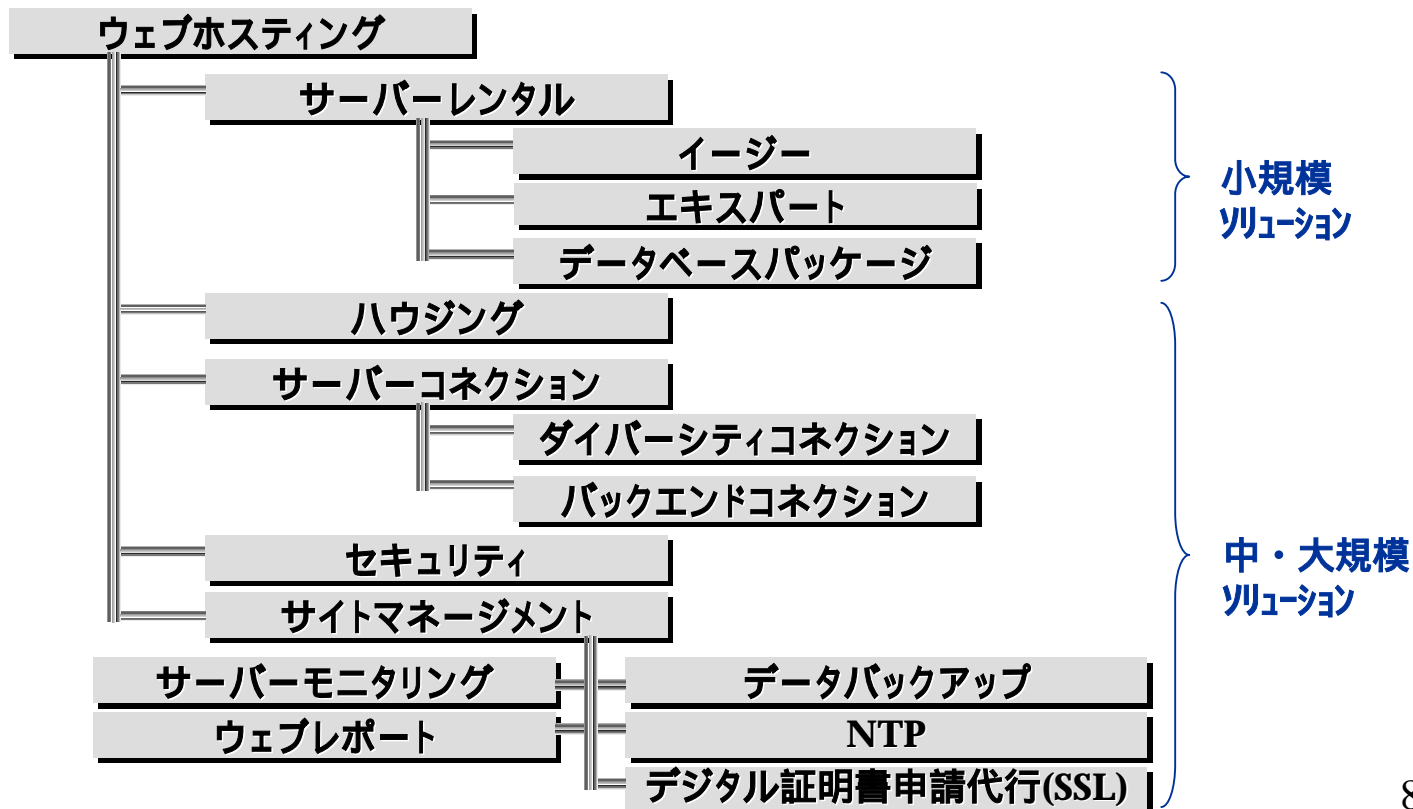 ウェブホスティング
サーバーレンタル
イージー
エキスパート
データベースパッケージ
小規模
ソリューション
ハウジング
サーバーコネクション
ダイバーシティコネクション
バックエンドコネクション
セキュリティ
サイトマネージメント
中・大規模
ソリューション
サーバーモニタリング
データバックアップ
ウェブレポート
NTP
デジタル証明書申請代行(SSL)